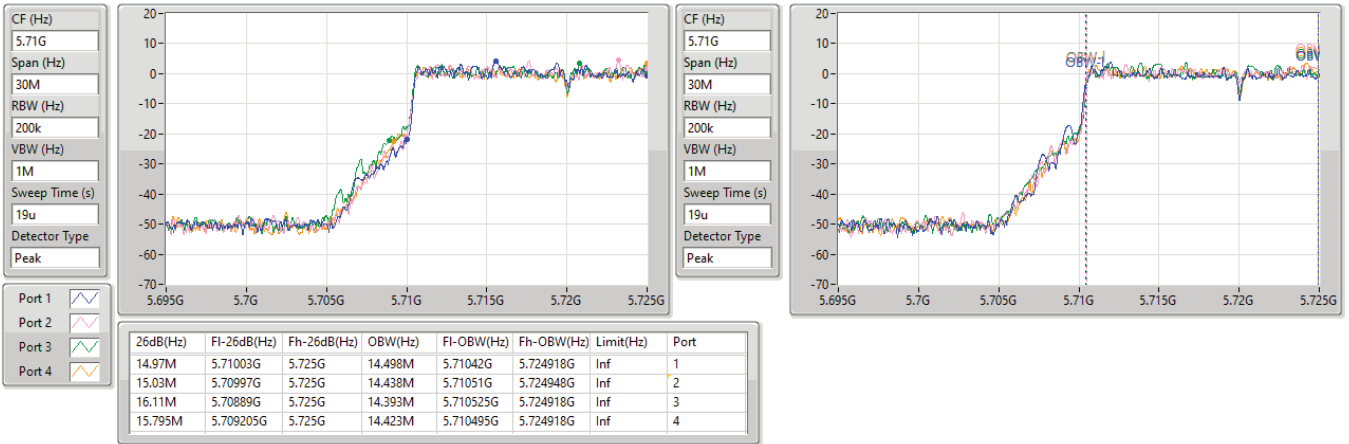 CF (Hz)
5.71G
Span (Hz)
30M
RBW (Hz)
200k
VBW (Hz)
1M
Sweep Time (s)
19u
Detector Type
Peak
20
10
0
-10
-20
-30
-40
-50
-60
-70
5.695G 5.7G 5.705G 5.71G 5.715G 5.72G 5.725G
CF (Hz)
5.71G
Span (Hz)
30M
RBW (Hz)
200k
VBW (Hz)
1M
Sweep Time (s)
19u
Detector Type
Peak
20
10
0
-10
-20
-30
-40
-50
-60
-70
OBW-l
OBW
5.695G 5.7G 5.705G 5.71G 5.715G 5.72G 5.725G
Port 1
Port 2
Port 3
Port 4
26dB(Hz) Fl-26dB(Hz) Fh-26dB(Hz) OBW(Hz) Fl-OBW(Hz) Fh-OBW(Hz) Limit(Hz) Port
14.97M 5.71003G 5.725G 14.498M 5.71042G 5.724918G Inf 1
15.03M 5.70997G 5.725G 14.438M 5.71051G 5.724948G Inf 2
16.11M 5.70889G 5.725G 14.393M 5.710525G 5.724918G Inf 3
15.795M 5.709205G 5.725G 14.423M 5.710495G 5.724918G Inf 4